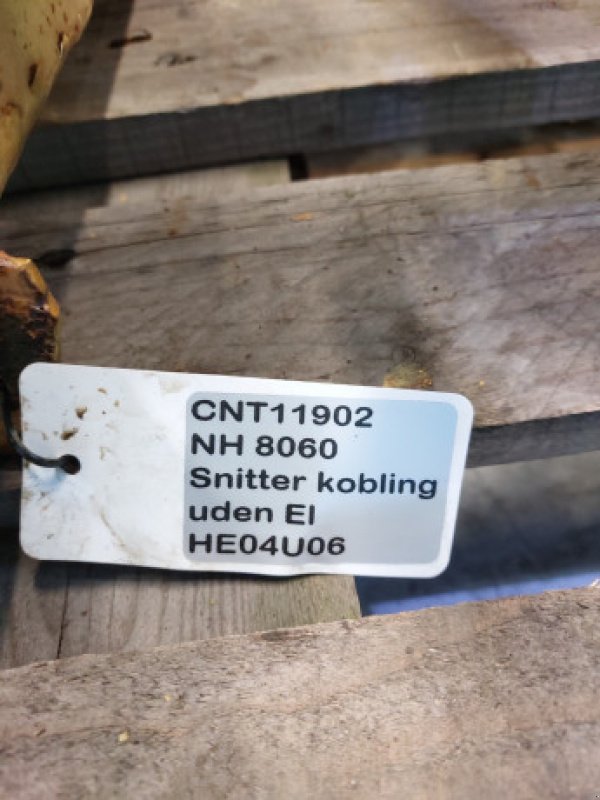 CNT11902
NH 8060
Snitter kobling
uden El
HE04U06